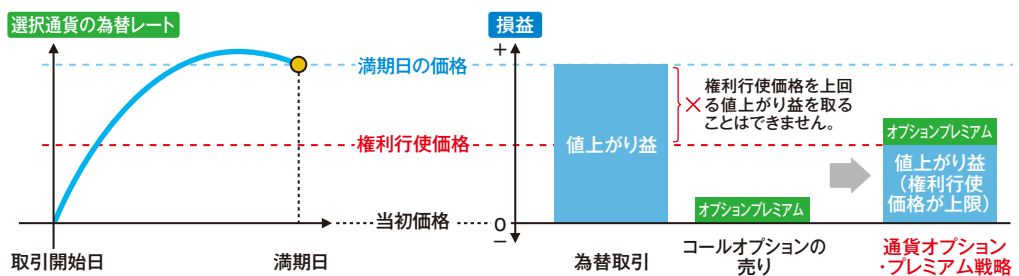 選択通貨の為替レート
満期日の価格
権利行使価格
当初価格
取引開始日
満期日
損益
+
0
−
値上がり益
権利行使価格を上回
る値上がり益を取る
ことはできません。
×
オプションプレミアム
オプションプレミアム
値上がり益
(権利行使
価格が上限)
為替取引
コールオプションの
売り
通貨オプション
・プレミアム戦略